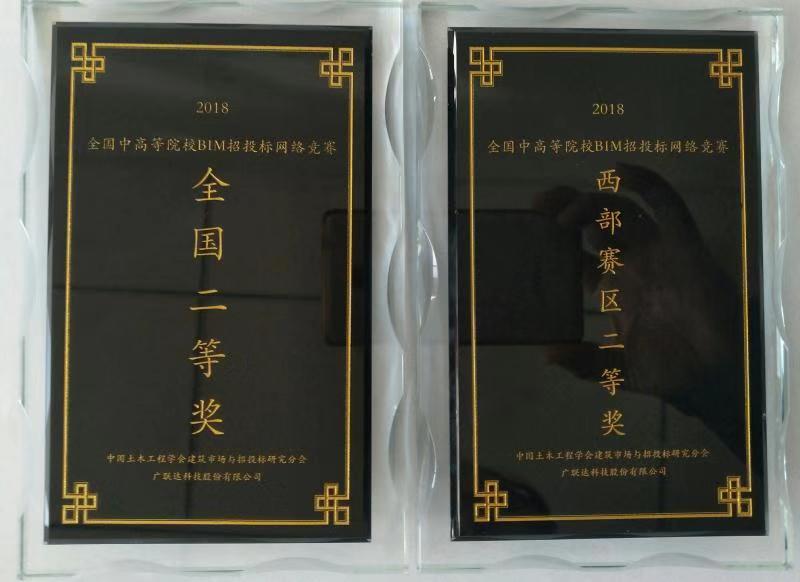 2018
全国中高等院校BIM招投标网络竞赛
全国二等奖
中国土木工程学会建筑市场与招投标研究分会
广联达科技股份有限公司
2018
全国中高等院校BIM招投标网络竞赛
西部赛区二等奖
中国土木工程学会建筑市场与招投标研究分会
广联达科技股份有限公司